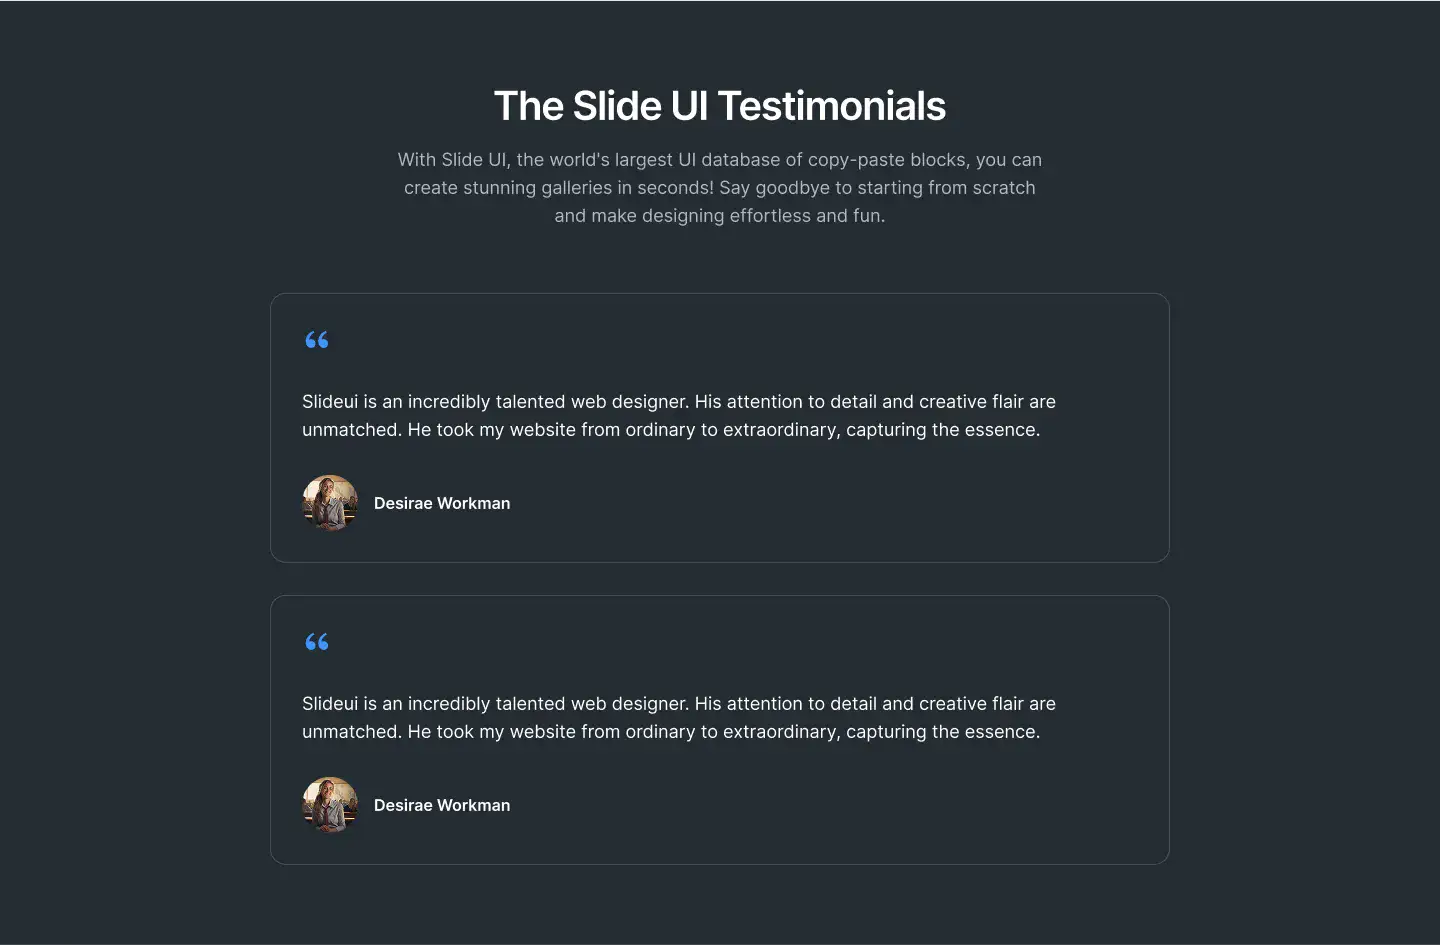 The Slide UI Testimonials
With Slide UI, the world's largest UI database of copy-paste blocks, you can
create stunning galleries in seconds! Say goodbye to starting from scratch
and make designing effortless and fun.
“
Slideui is an incredibly talented web designer. His attention to detail and creative flair are
unmatched. He took my website from ordinary to extraordinary, capturing the essence.
Desirae Workman
“
Slideui is an incredibly talented web designer. His attention to detail and creative flair are
unmatched. He took my website from ordinary to extraordinary, capturing the essence.
Desirae Workman